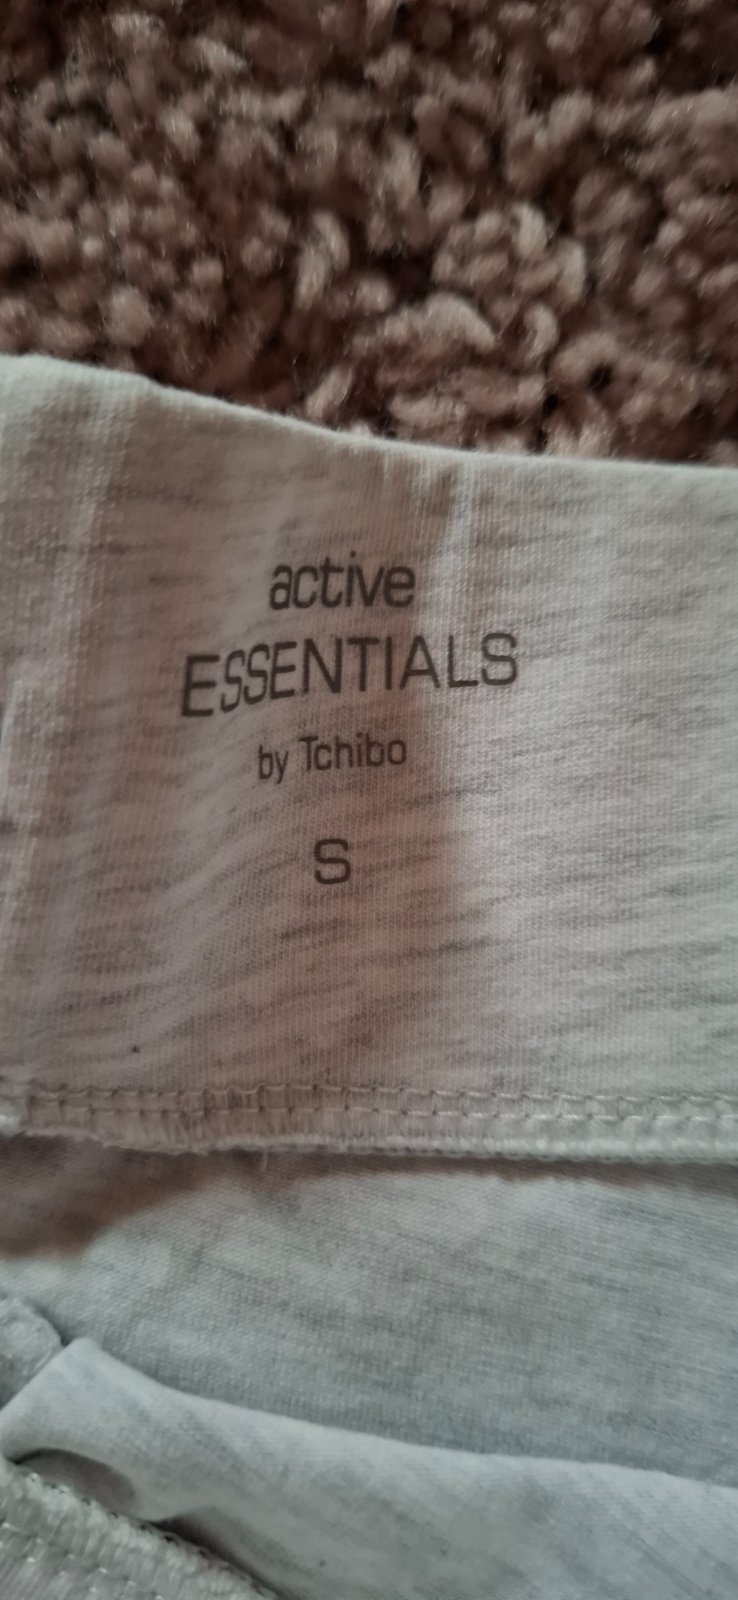 active
ESSENTIALS
by Tchibo
S